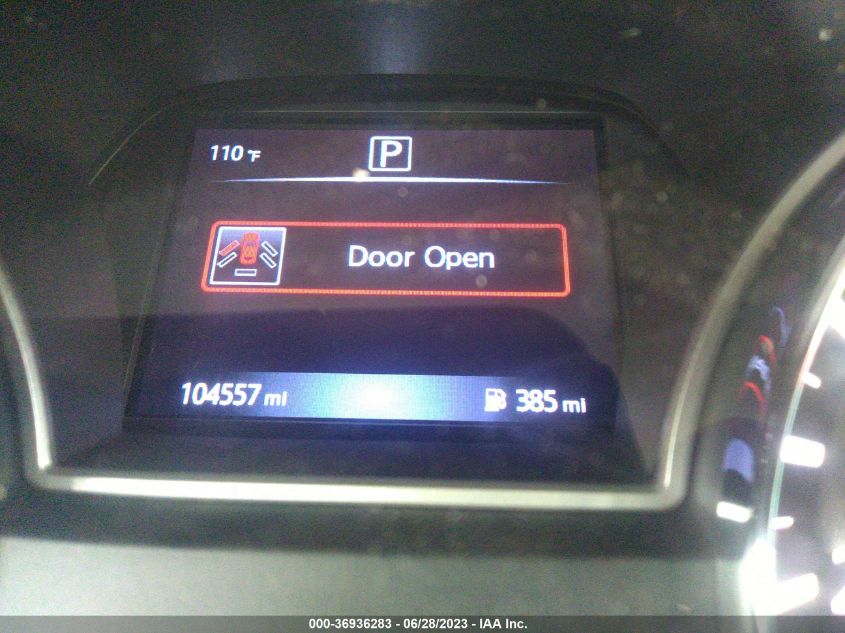 110 °F P
Door Open
104557 mi 385 mi
000-36936283 - 06/28/2023 - IAA Inc.